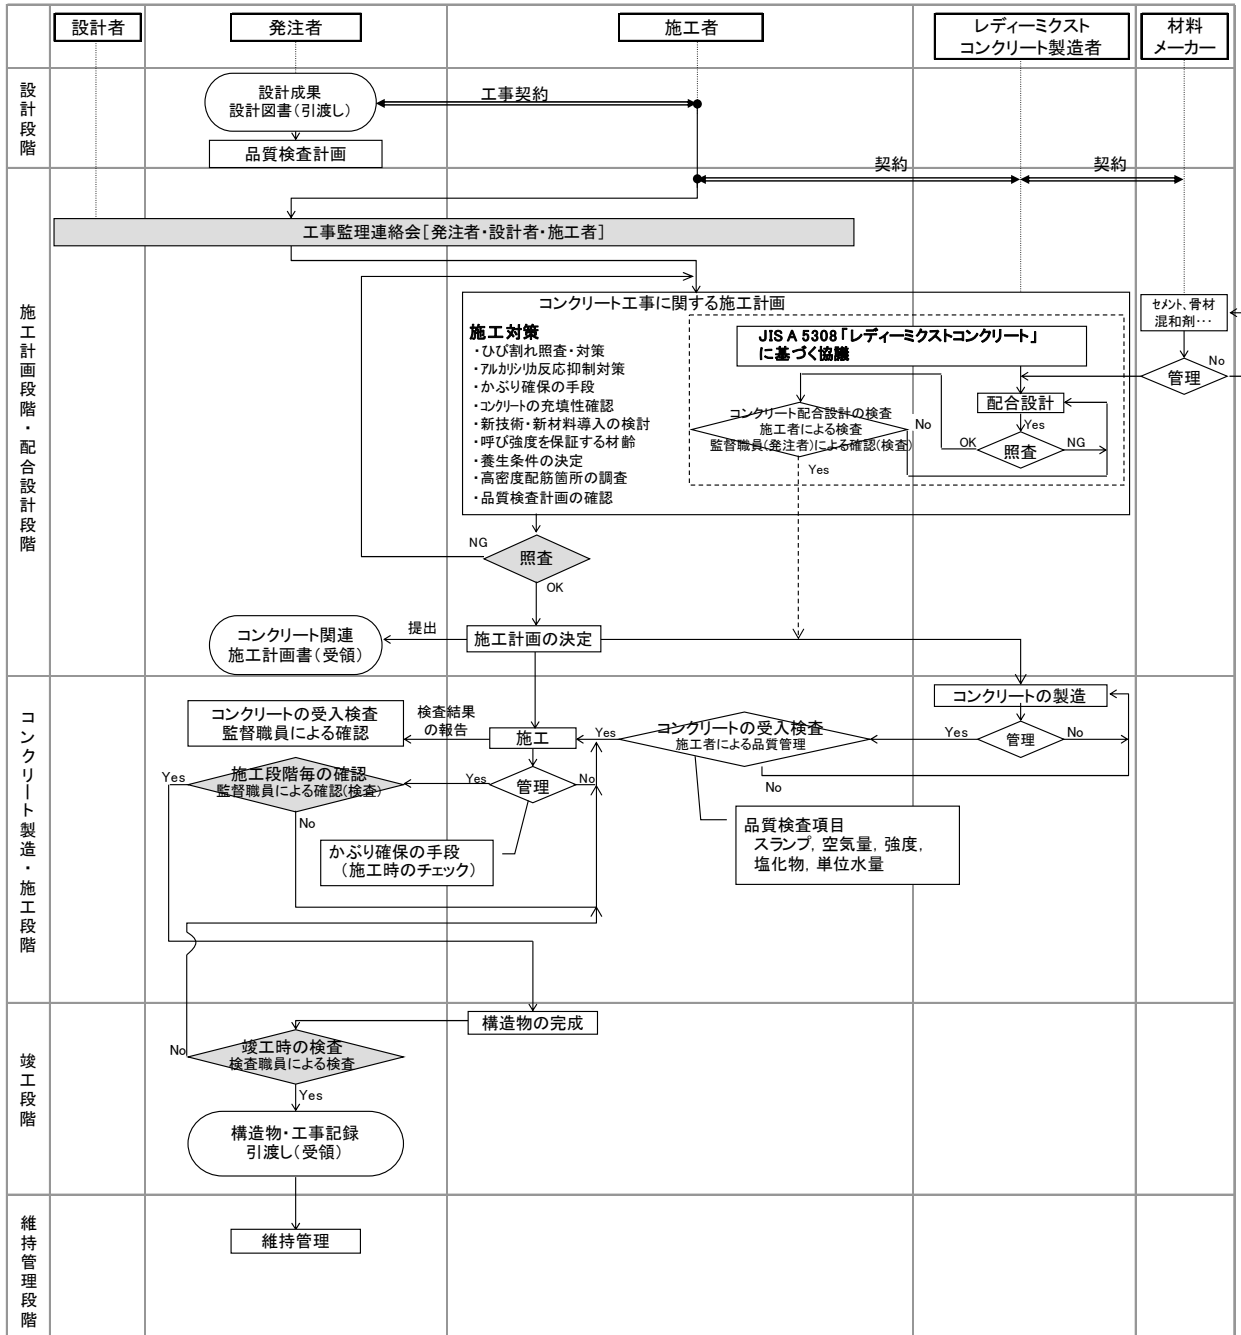 設計者
発注者
施工者
レディーミクスト
コンクリート製造者
材料
メーカー
設計段階
設計成果
設計図書(引渡し)
工事契約
品質検査計画
契約
契約
施工計画段階・配合設計段階
工事監理連絡会[発注者・設計者・施工者]
コンクリート工事に関する施工計画
施工対策
・ひび割れ照査・対策
・アルカリシリカ反応抑制対策
・かぶり確保の手段
・コンクリートの充填性確認
・新技術・新材料導入の検討
・呼び強度を保証する材齢
・養生条件の決定
・高密度配筋箇所の調査
・品質検査計画の確認
JIS A 5308「レディーミクストコンクリート」
に基づく協議
コンクリート配合設計の検査
施工者による検査
監督職員(発注者)による確認(検査)
No
Yes
配合設計
Yes
OK
照査
NG
セメント、骨材
混和剤…
No
管理
NG
照査
OK
コンクリート関連
施工計画書(受領)
提出
施工計画の決定
コンクリート製造・施工段階
コンクリートの受入検査
監督職員による確認
検査結果
の報告
施工
Yes
コンクリートの受入検査
施工者による品質管理
No
コンクリートの製造
Yes
管理
No
Yes
施工段階毎の確認
監督職員による確認(検査)
No
Yes
管理
No
かぶり確保の手段
(施工時のチェック)
品質検査項目
スランプ, 空気量, 強度,
塩化物, 単位水量
竣工段階
構造物の完成
No
竣工時の検査
検査職員による検査
Yes
構造物・工事記録
引渡し(受領)
維持管理段階
維持管理